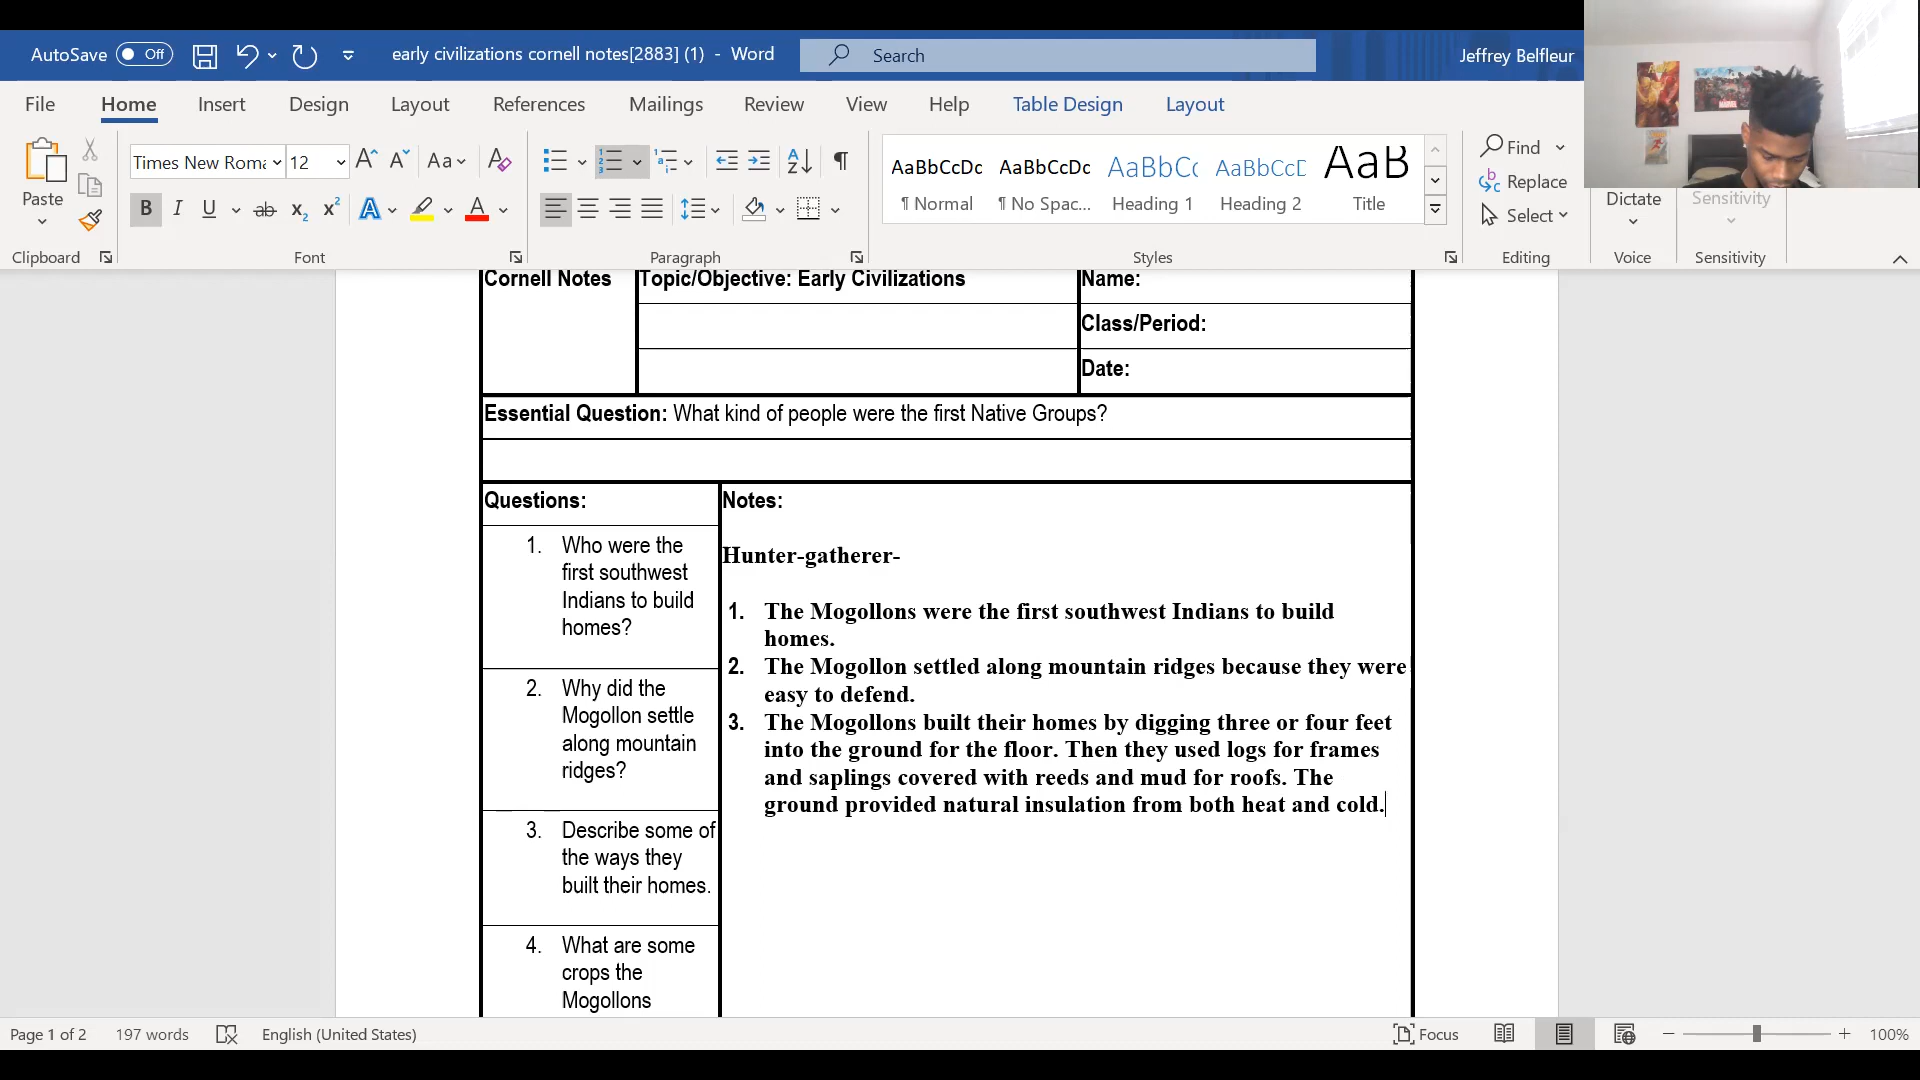 AutoSave Off early civilizations cornell notes[2883] (1) - Word Search Jeffrey Belfleur
File Home Insert Design Layout References Mailings Review View Help Table Design Layout
MARVEL
Paste
Clipboard
Times New Roma 12
Aa
B I U ab x2 x2 A A
Font
Paragraph
AaBbCcDc AaBbCcDc AaBbCc AaBbCcD AaB
¶ Normal ¶ No Spac... Heading 1 Heading 2 Title
Styles
Find
Replace
Select
Editing
Dictate
Voice
Sensitivity
Sensitivity
Cornell Notes Topic/Objective: Early Civilizations Name:
Class/Period:
Date:
Essential Question: What kind of people were the first Native Groups?
Questions:
1. Who were the
first southwest
Indians to build
homes?
2. Why did the
Mogollon settle
along mountain
ridges?
3. Describe some of
the ways they
built their homes.
4. What are some
crops the
Mogollons
Notes:
Hunter-gatherer-
1. The Mogollons were the first southwest Indians to build
homes.
2. The Mogollon settled along mountain ridges because they were
easy to defend.
3. The Mogollons built their homes by digging three or four feet
into the ground for the floor. Then they used logs for frames
and saplings covered with reeds and mud for roofs. The
ground provided natural insulation from both heat and cold.
Page 1 of 2 197 words English (United States) Focus 100%